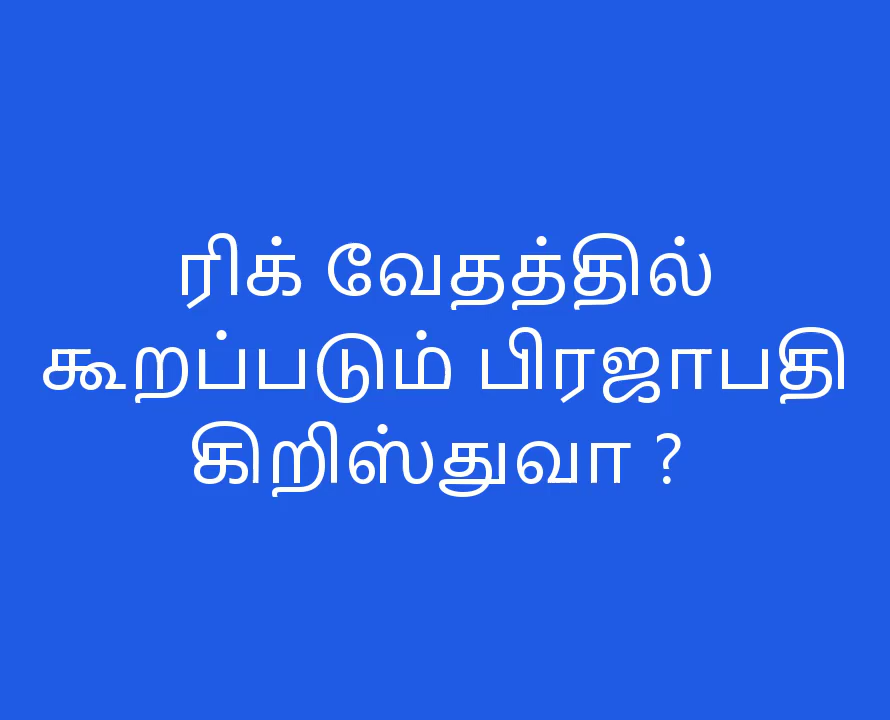 ரிக் வேதத்தில்
கூறப்படும் பிரஜாபதி
கிறிஸ்துவா ?